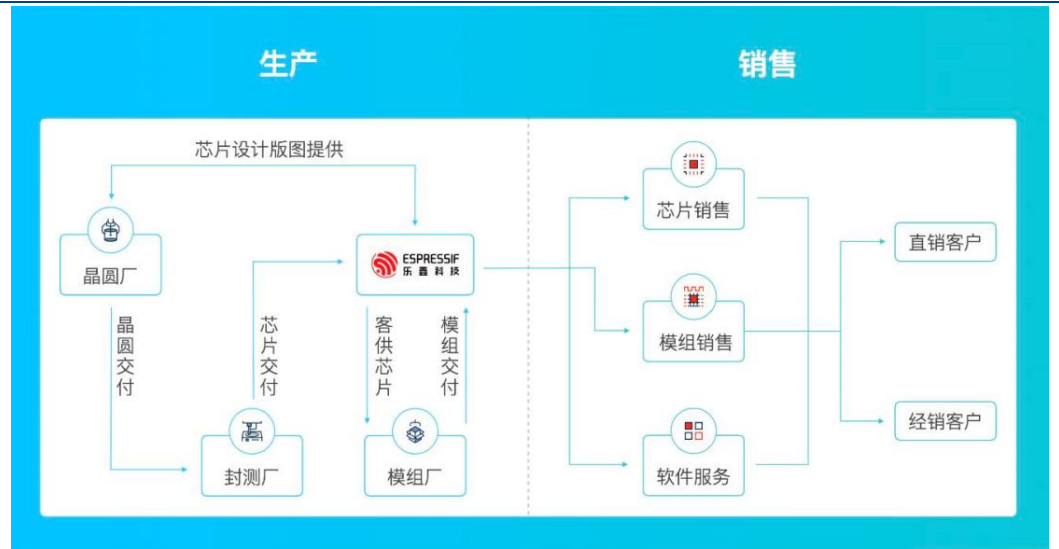 生产
销售
芯片设计版图提供
晶圆厂
ESPRESSIF
乐鑫科技
晶圆交付
芯片交付
客供芯片
模组交付
封测厂
模组厂
芯片销售
模组销售
软件服务
直销客户
经销客户